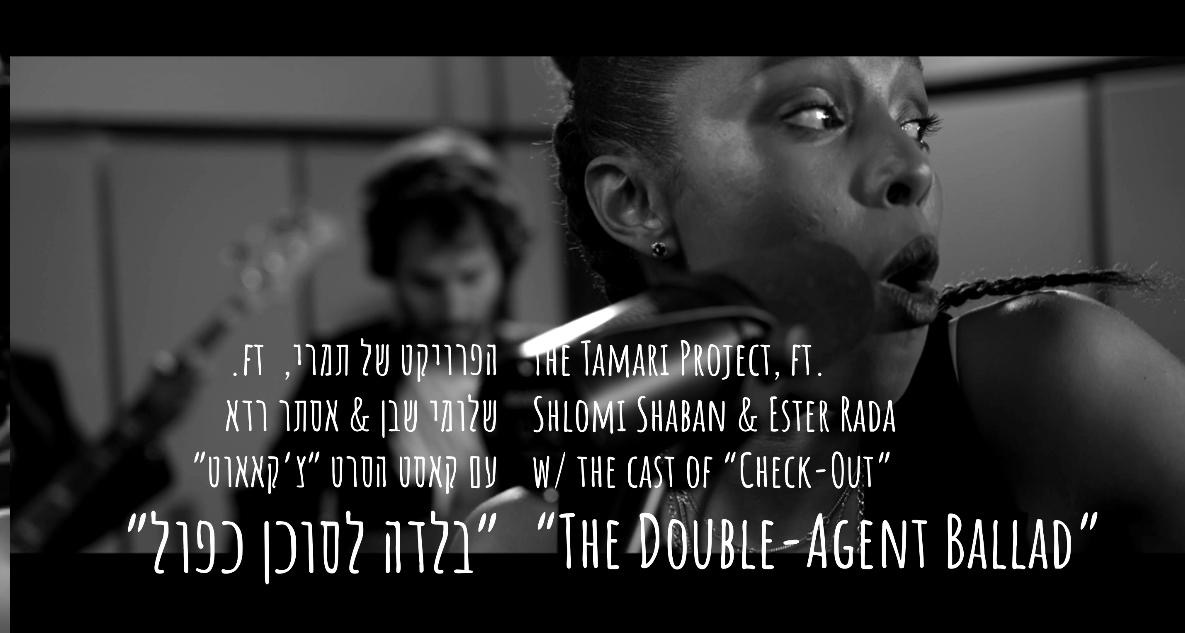 הפרוייקט של תמרי, FT.
שלומי שבן & אסתר רדא
עם קאסט הסרט "צ'קאאוט"
"בלדה לסוכן כפול"
THE TAMARI PROJECT, FT.
SHLOMI SHABAN & ESTER RADA
W/ THE CAST OF "CHECK-OUT"
"THE DOUBLE-AGENT BALLAD"